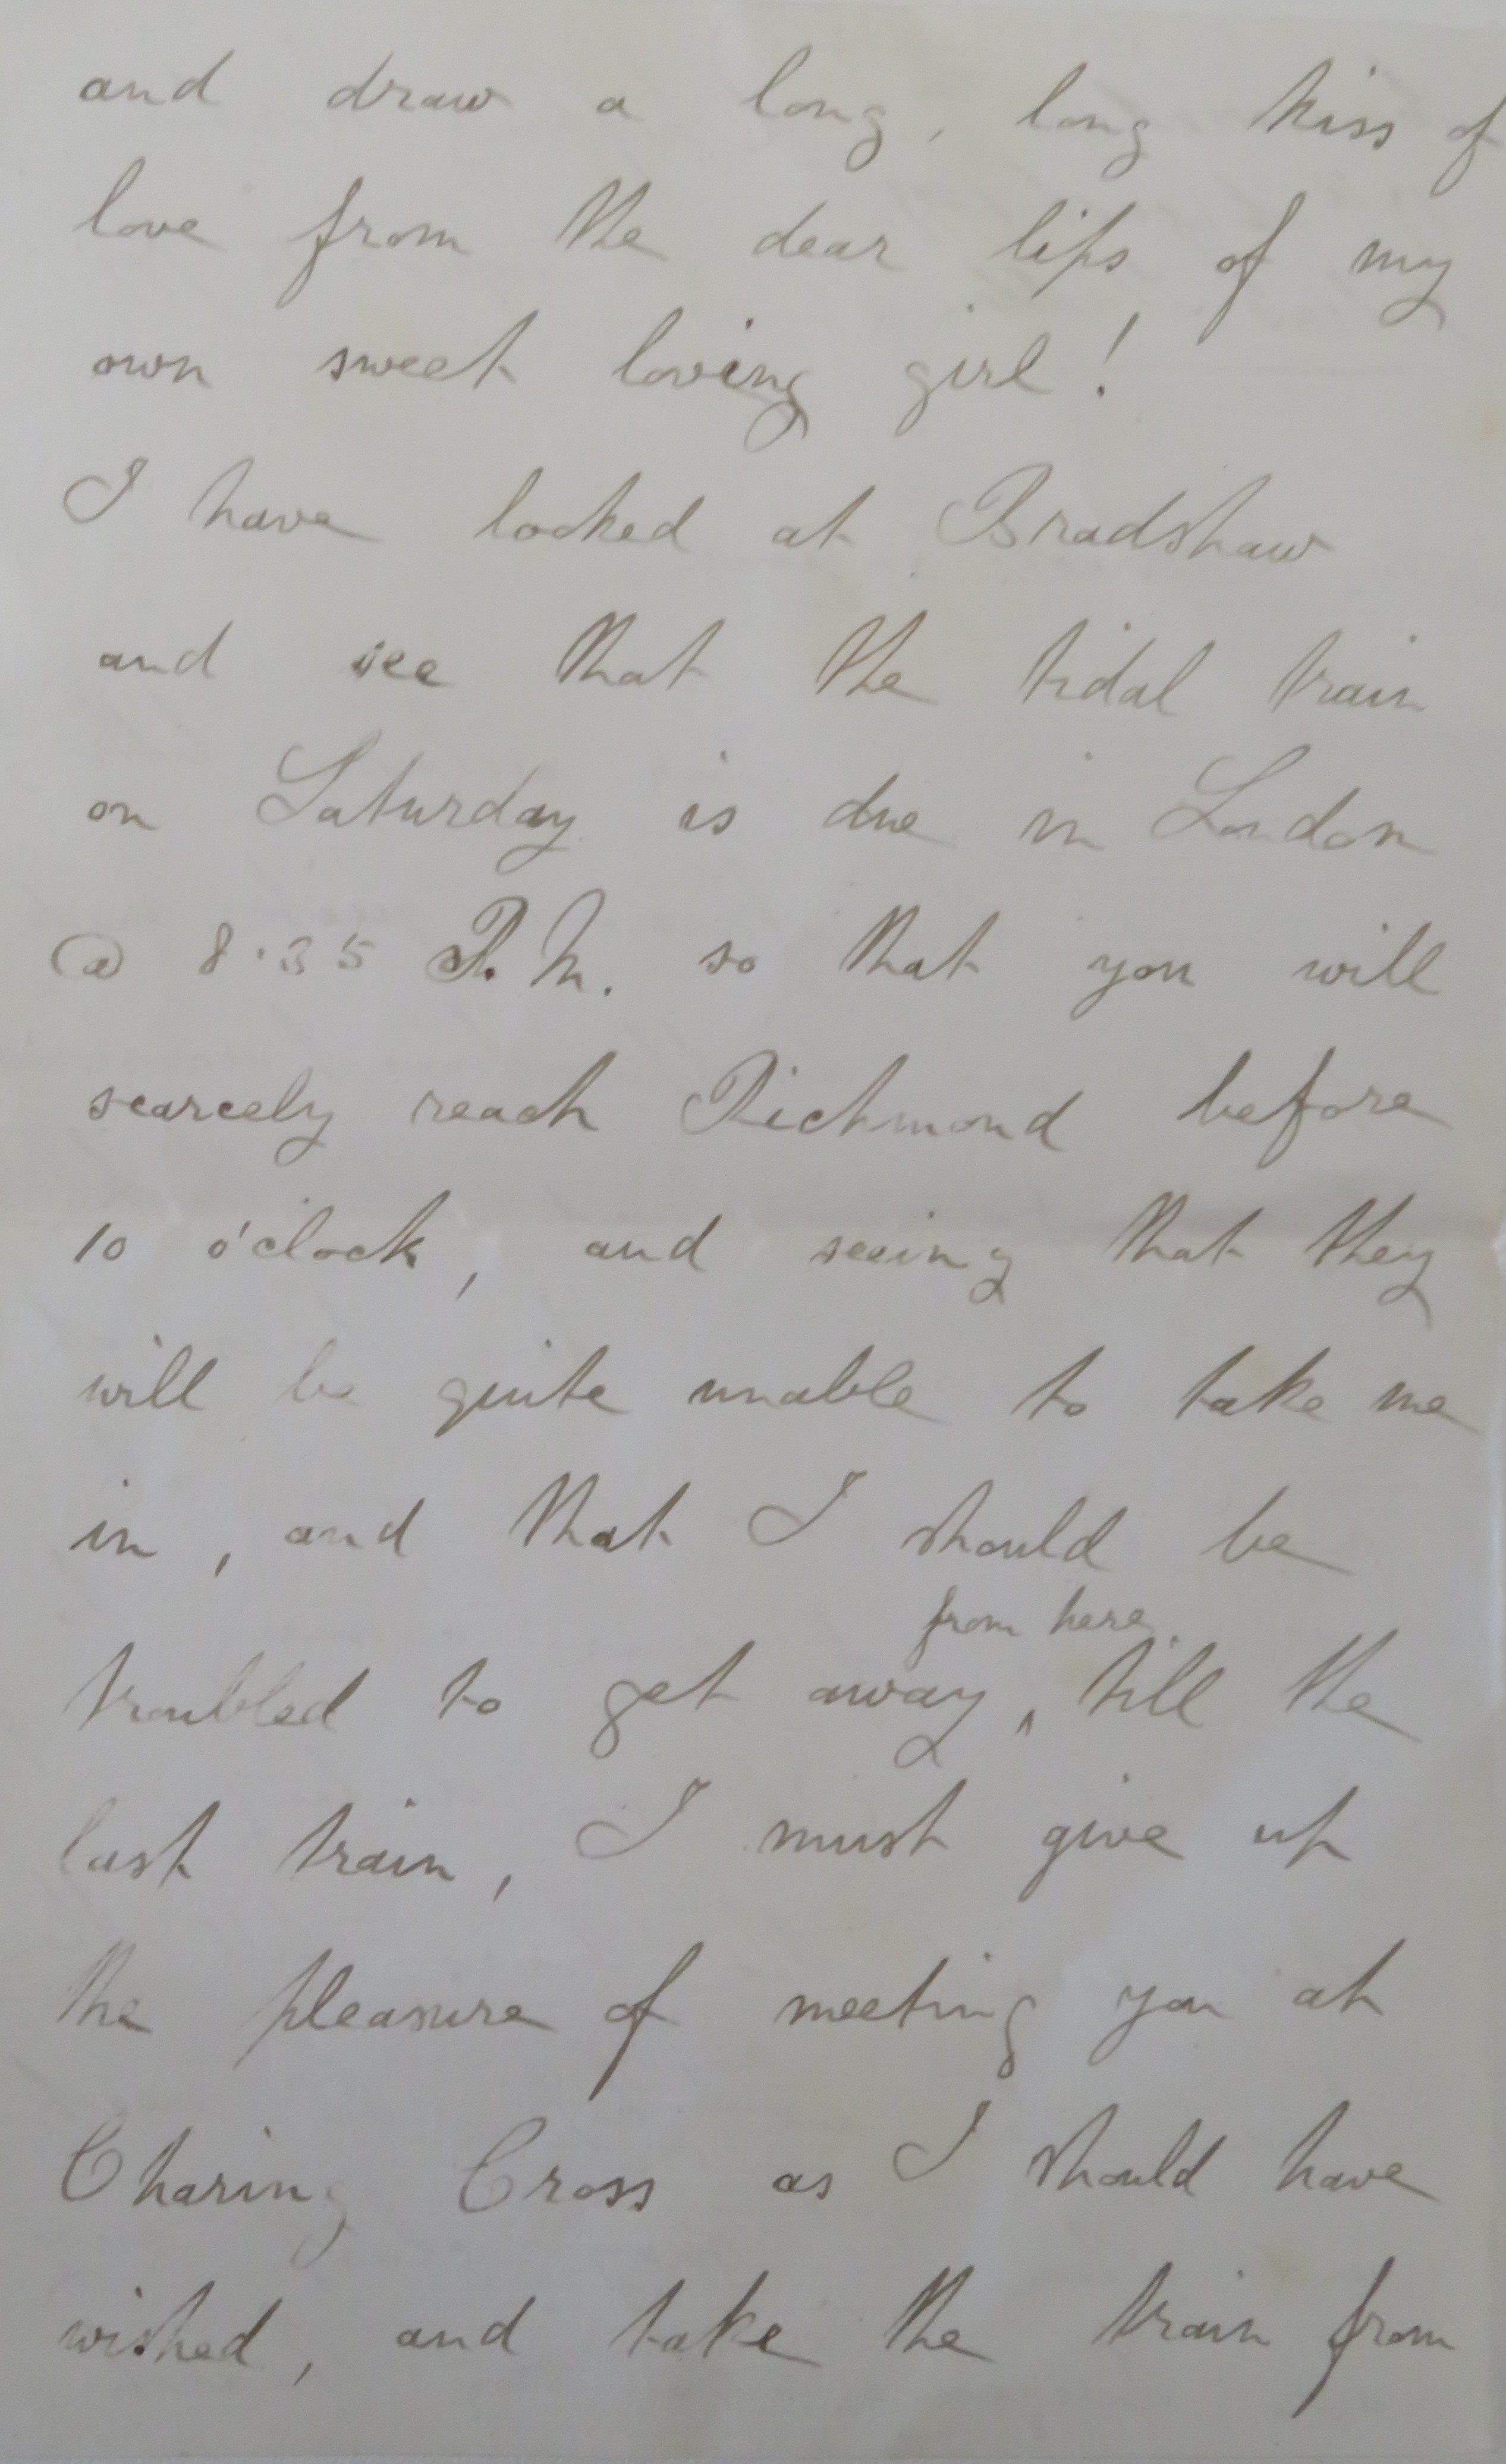 and draw a long, long kiss of
love from the dear lips of my
own sweet loving girl!
I have looked at Bradshaw
and see that the tidal train
on Saturday is due in London
@ 8.35 P.M. so that you will
scarcely reach Richmond before
10 o'clock, and seeing that they
will be quite unable to take me
in, and that I should be
from here
troubled to get away ‸ till the
last train, I must give up
the pleasure of meeting you at
Charing Cross as I should have
wished, and take the train from